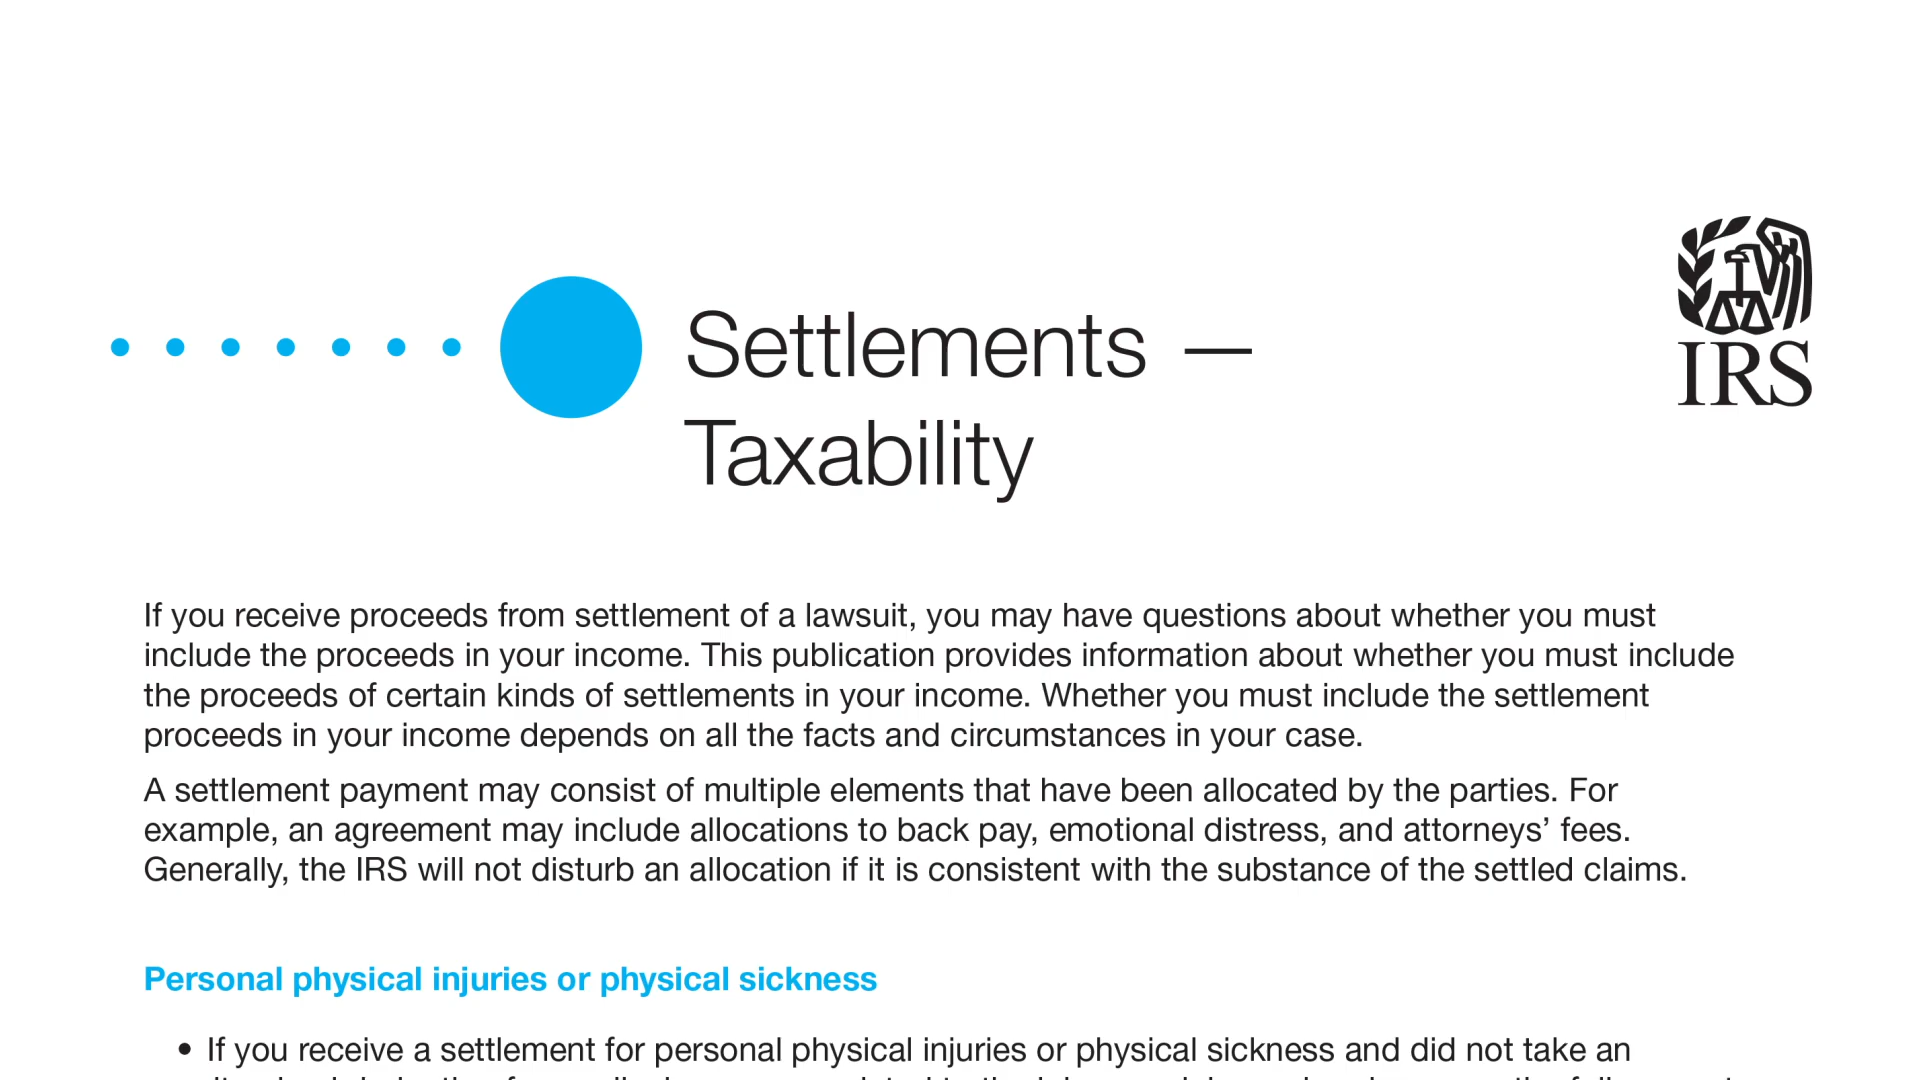 Settlements —
Taxability
IRS
If you receive proceeds from settlement of a lawsuit, you may have questions about whether you must
include the proceeds in your income. This publication provides information about whether you must include
the proceeds of certain kinds of settlements in your income. Whether you must include the settlement
proceeds in your income depends on all the facts and circumstances in your case.
A settlement payment may consist of multiple elements that have been allocated by the parties. For
example, an agreement may include allocations to back pay, emotional distress, and attorneys’ fees.
Generally, the IRS will not disturb an allocation if it is consistent with the substance of the settled claims.
Personal physical injuries or physical sickness
• If you receive a settlement for personal physical injuries or physical sickness and did not take an